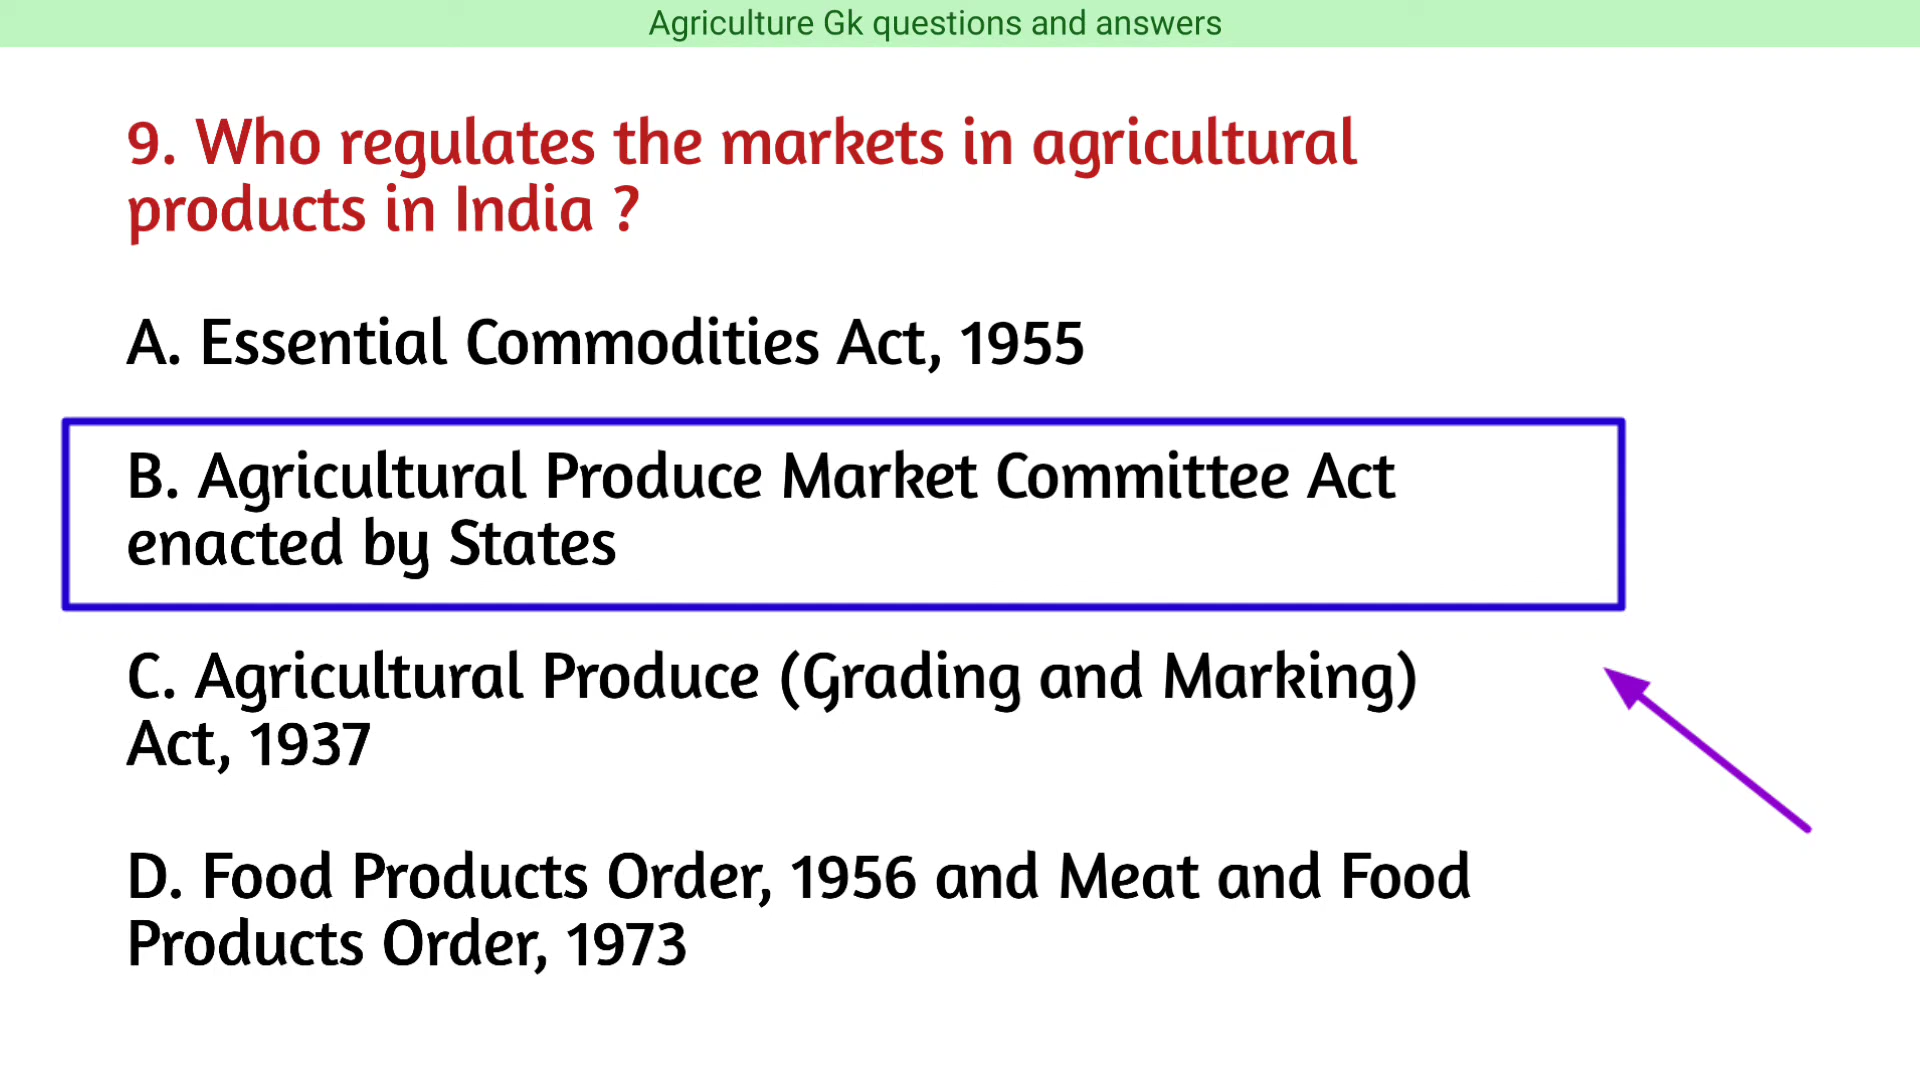 Agriculture Gk questions and answers
9. Who regulates the markets in agricultural
products in India ?
A. Essential Commodities Act, 1955
B. Agricultural Produce Market Committee Act
enacted by States
C. Agricultural Produce (Grading and Marking)
Act, 1937
D. Food Products Order, 1956 and Meat and Food
Products Order, 1973